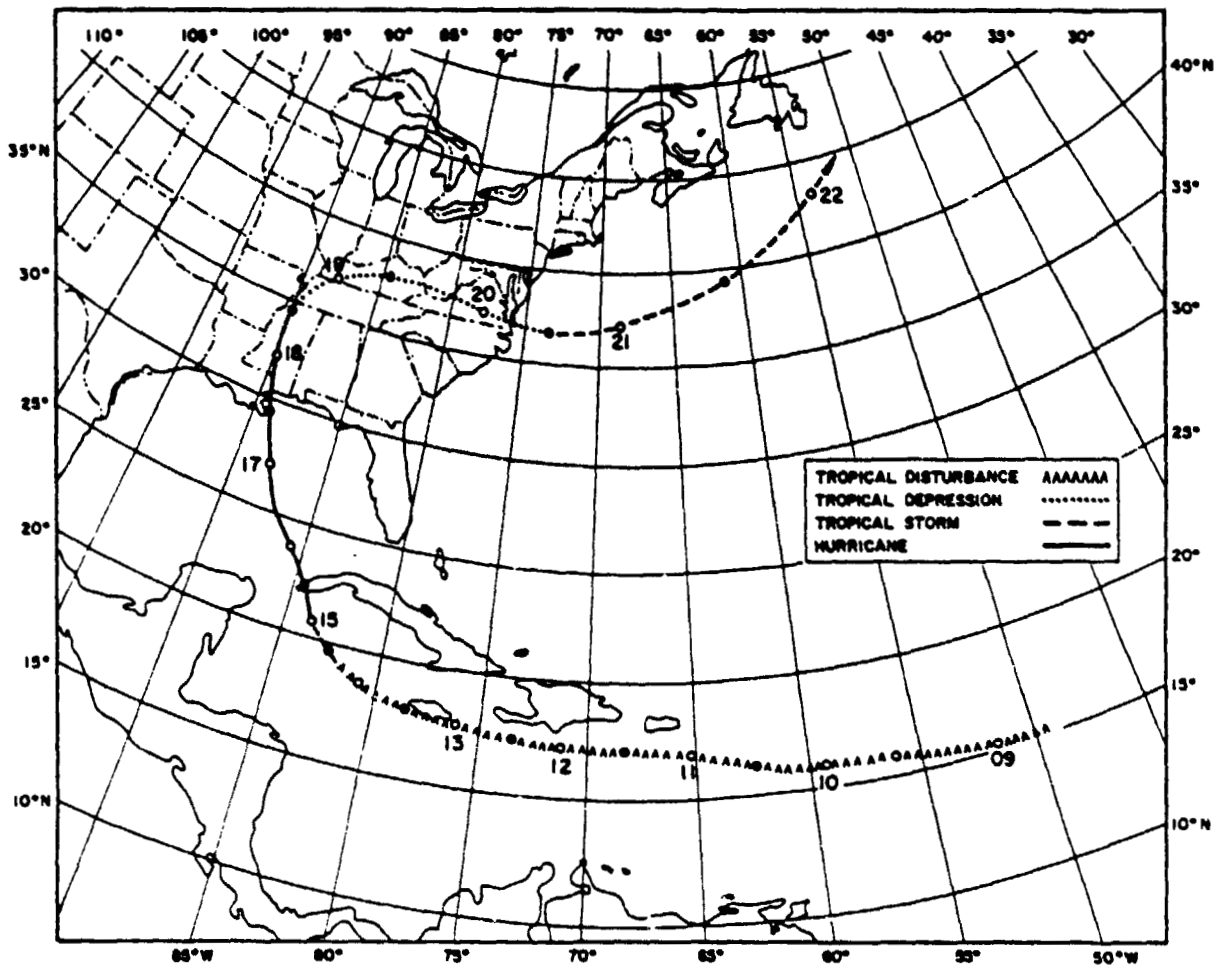 110° 105° 100° 95° 90° 85° 80° 75° 70° 65° 60° 55° 50° 45° 40° 35° 30°
40°N
35°N
35°
22
30°N
19
30°
20
21
18
25°N
25°
17
TROPICAL DISTURBANCE
TROPICAL DEPRESSION
TROPICAL STORM
HURRICANE
20°N
20°
15
15°N
15°
13
12
11
10
09
10°N
10°N
85°W 80° 75° 70° 65° 60° 55° 50°W